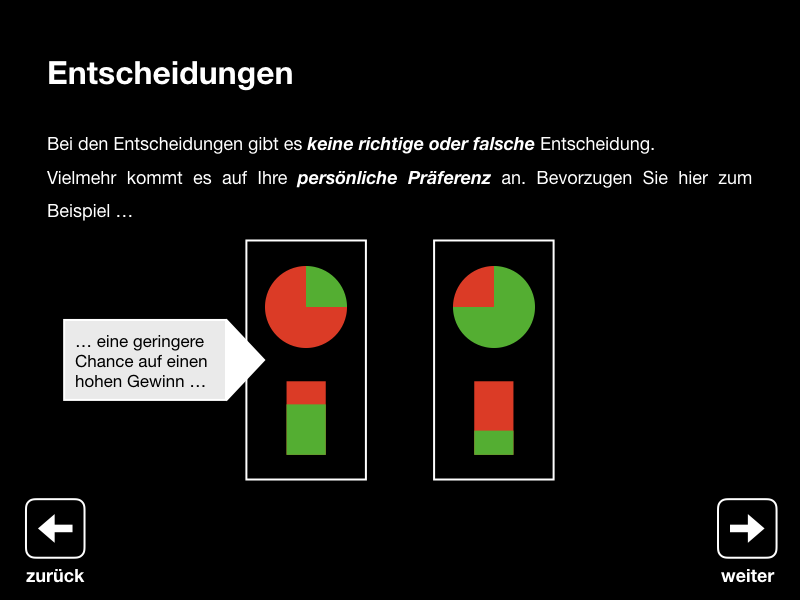 Entscheidungen
Bei den Entscheidungen gibt es keine richtige oder falsche Entscheidung.
Vielmehr kommt es auf Ihre persönliche Präferenz an. Bevorzugen Sie hier zum
Beispiel …
… eine geringere
Chance auf einen
hohen Gewinn …
zurück
weiter